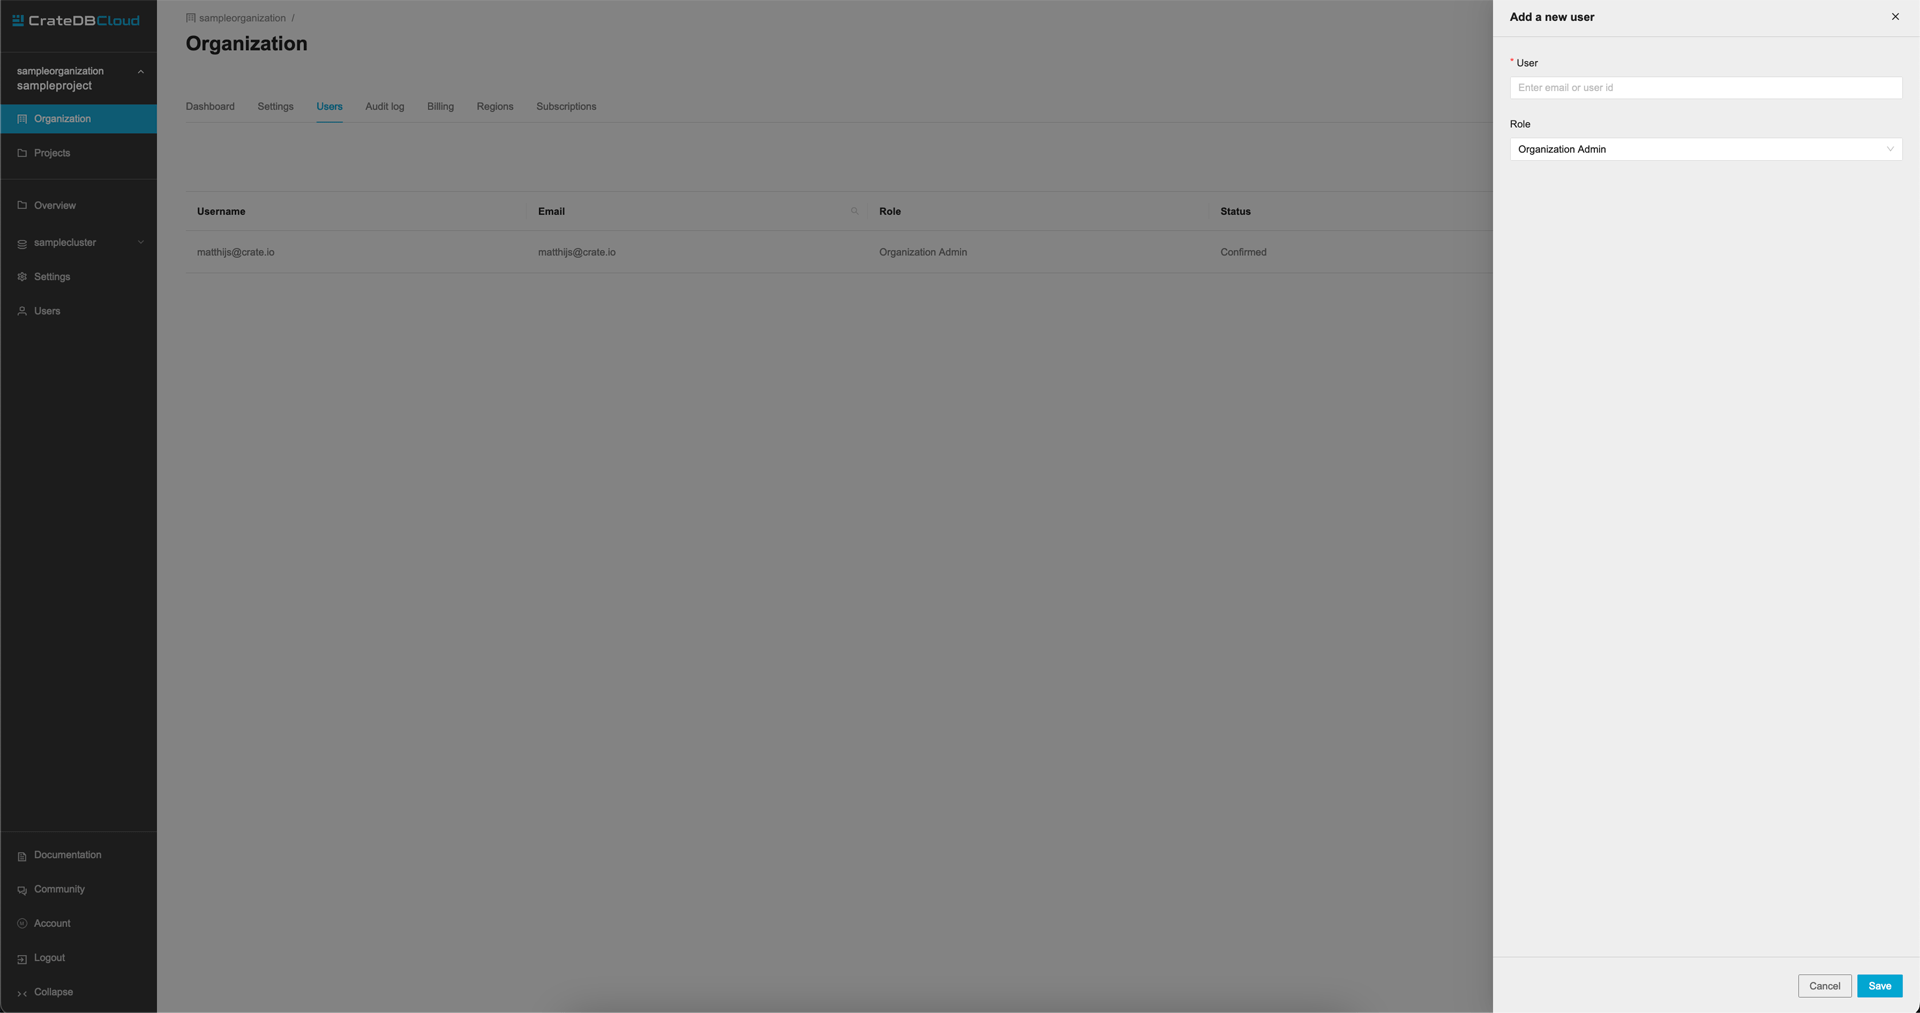 CrateDBCloud
sampleorganization
sampleproject
Organization
Projects
Overview
samplecluster
Settings
Users
Documentation
Community
Account
Logout
Collapse
sampleorganization /
Organization
Dashboard Settings Users Audit log Billing Regions Subscriptions
Username Email Role Status
matthijs@crate.io matthijs@crate.io Organization Admin Confirmed
Add a new user
* User
Enter email or user id
Role
Organization Admin
Cancel Save